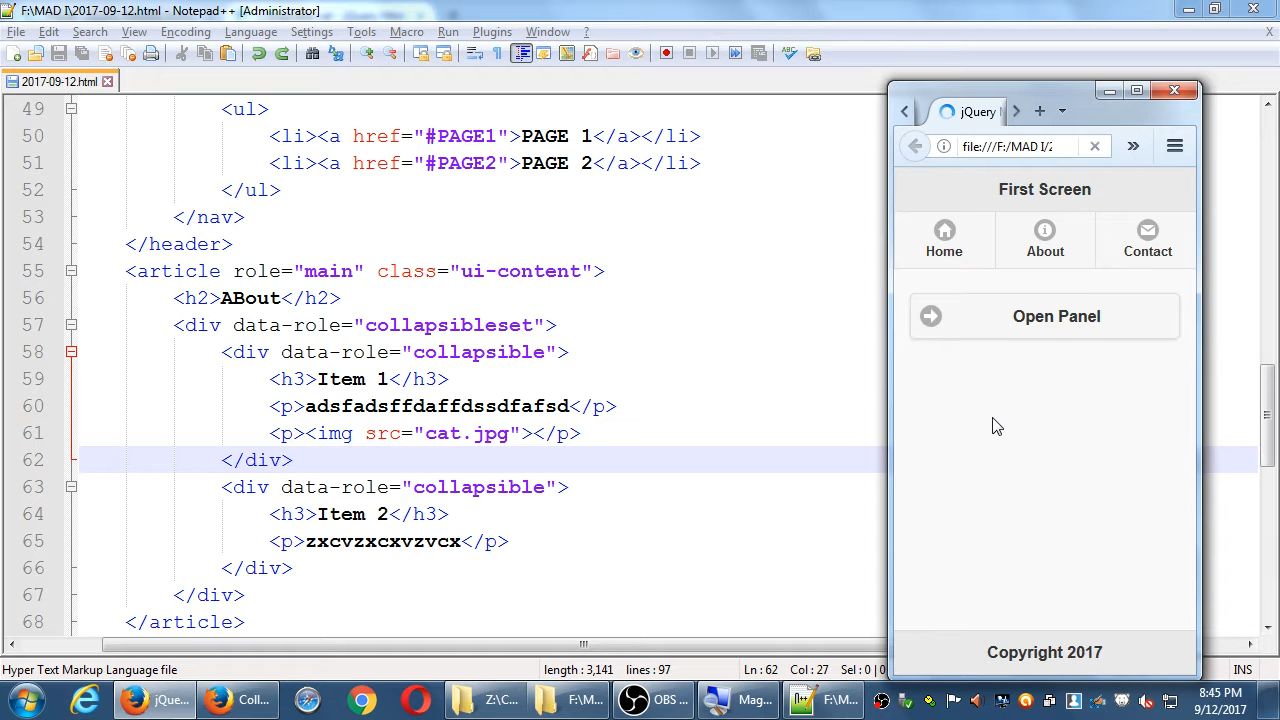 F:\MAD I\2017-09-12.html - Notepad++ [Administrator]
File Edit Search View Encoding Language Settings Tools Macro Run Plugins Window ? X
2017-09-12.html
49 <ul>
50 <li><a href="#PAGE1">PAGE 1</a></li>
51 <li><a href="#PAGE2">PAGE 2</a></li>
52 </ul>
53 </nav>
54 </header>
55 <article role="main" class="ui-content">
56 <h2>ABout</h2>
57 <div data-role="collapsibleset">
58 <div data-role="collapsible">
59 <h3>Item 1</h3>
60 <p>adsfadsffdaffdssdfafsd</p>
61 <p><img src="cat.jpg"></p>
62 </div>
63 <div data-role="collapsible">
64 <h3>Item 2</h3>
65 <p>zxcvzxcxvzvcx</p>
66 </div>
67 </div>
68 </article>
jQuery
file:///F:/MAD I/2
First Screen
Home About Contact
Open Panel
Copyright 2017
Hyper Text Markup Language file length : 3,141 lines : 97 Ln : 62 Col : 27 Sel : 0 | 0 INS
jQue... Coll... Z:\C... F:\M... OBS ... Mag... F:\M...
8:45 PM
9/12/2017